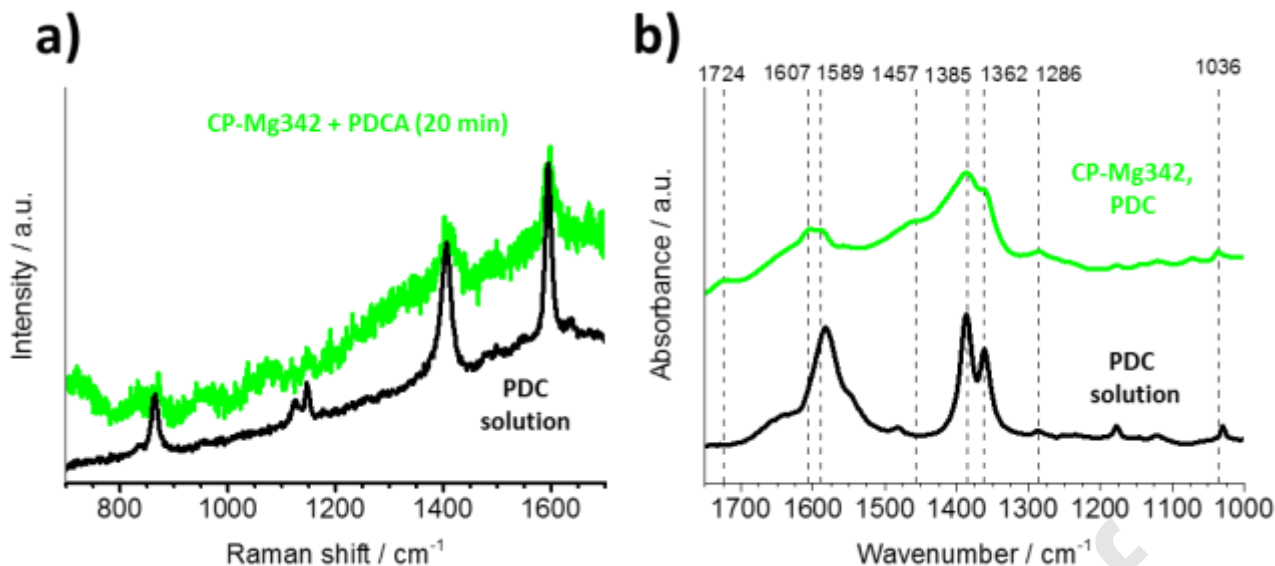 a)
CP-Mg342 + PDCA (20 min)
PDC
solution
Intensity / a.u.
800 1000 1200 1400 1600
Raman shift / cm⁻¹
b)
1724 1607 1589 1457 1385 1362 1286 1036
CP-Mg342,
PDC
PDC
solution
Absorbance / a.u.
1700 1600 1500 1400 1300 1200 1100 1000
Wavenumber / cm⁻¹
c